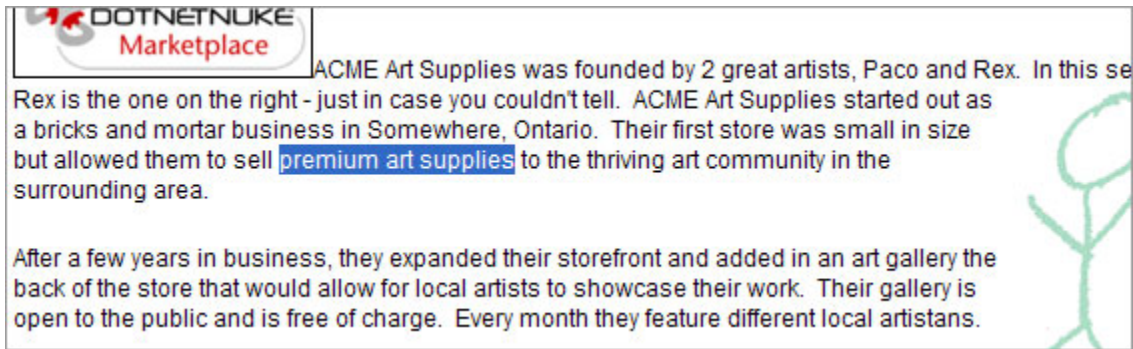 DOTNETNUKE
Marketplace
ACME Art Supplies was founded by 2 great artists, Paco and Rex.  In this se
Rex is the one on the right - just in case you couldn't tell.  ACME Art Supplies started out as
a bricks and mortar business in Somewhere, Ontario.  Their first store was small in size
but allowed them to sell premium art supplies to the thriving art community in the
surrounding area.
After a few years in business, they expanded their storefront and added in an art gallery the
back of the store that would allow for local artists to showcase their work.  Their gallery is
open to the public and is free of charge.  Every month they feature different local artistans.